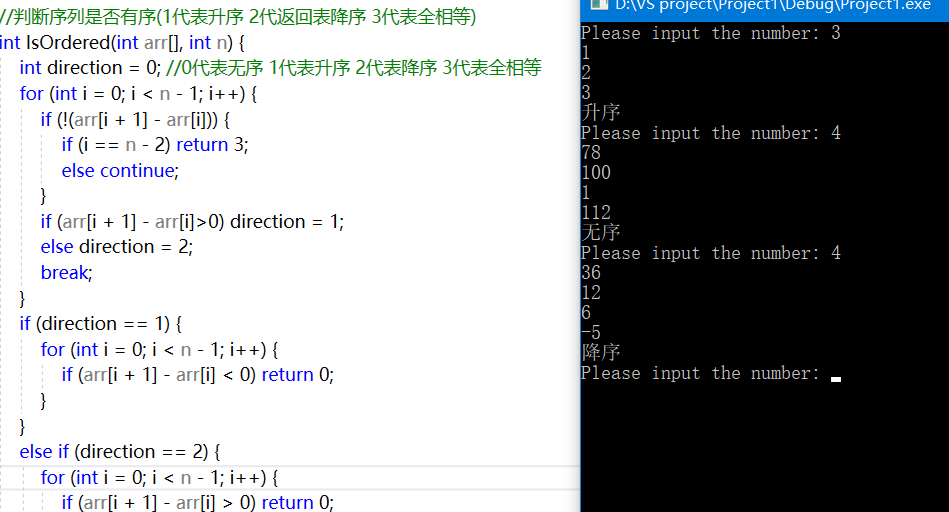 //判断序列是否有序(1代表升序 2代返回表降序 3代表全相等)
int IsOrdered(int arr[], int n) {
int direction = 0; //0代表无序 1代表升序 2代表降序 3代表全相等
for (int i = 0; i < n - 1; i++) {
if (!(arr[i + 1] - arr[i])) {
if (i == n - 2) return 3;
else continue;
}
if (arr[i + 1] - arr[i]>0) direction = 1;
else direction = 2;
break;
}
if (direction == 1) {
for (int i = 0; i < n - 1; i++) {
if (arr[i + 1] - arr[i] < 0) return 0;
}
}
else if (direction == 2) {
for (int i = 0; i < n - 1; i++) {
if (arr[i + 1] - arr[i] > 0) return 0;
D:\VS project\Project1\Debug\Project1.exe
Please input the number: 3
1
2
3
升序
Please input the number: 4
78
100
1
112
无序
Please input the number: 4
36
12
6
-5
降序
Please input the number: